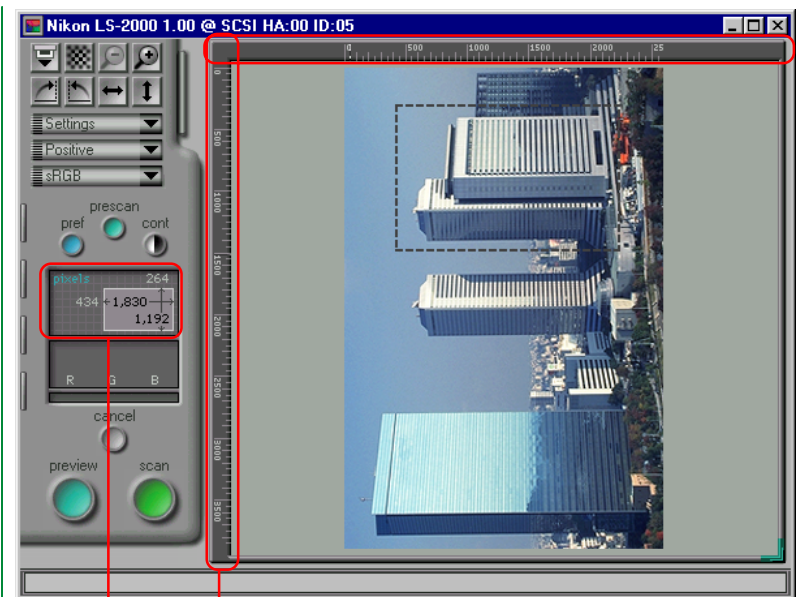 Nikon LS-2000 1.00 @ SCSI HA:00 ID:05
0 500 1000 1500 2000 25
Settings
Positive
sRGB
prescan
pref cont
pixels 264
434 1,830
1,192
R G B
cancel
preview scan
0
500
1000
1500
2000
2500
3000
3500